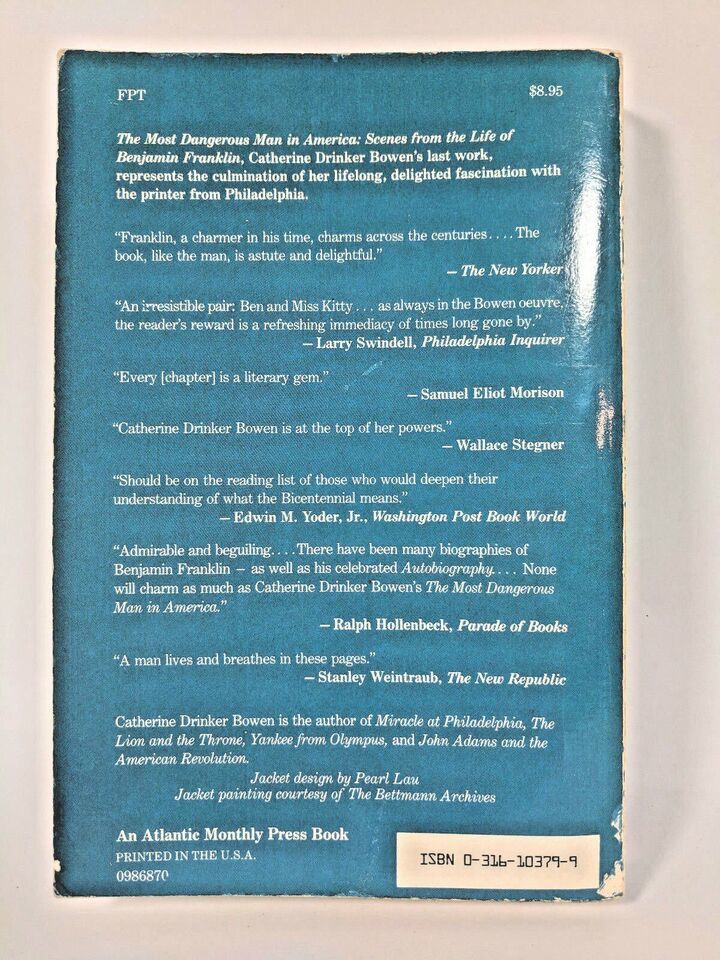 FPT
$8.95
The Most Dangerous Man in America: Scenes from the Life of
Benjamin Franklin, Catherine Drinker Bowen's last work,
represents the culmination of her lifelong, delighted fascination with
the printer from Philadelphia.
“Franklin, a charmer in his time, charms across the centuries.... The
book, like the man, is astute and delightful.”
— The New Yorker
“An irresistible pair: Ben and Miss Kitty... as always in the Bowen oeuvre,
the reader's reward is a refreshing immediacy of times long gone by.”
— Larry Swindell, Philadelphia Inquirer
“Every [chapter] is a literary gem.”
— Samuel Eliot Morison
“Catherine Drinker Bowen is at the top of her powers.”
— Wallace Stegner
“Should be on the reading list of those who would deepen their
understanding of what the Bicentennial means.”
— Edwin M. Yoder, Jr., Washington Post Book World
“Admirable and beguiling.... There have been many biographies of
Benjamin Franklin – as well as his celebrated Autobiography.... None
will charm as much as Catherine Drinker Bowen's The Most Dangerous
Man in America.”
— Ralph Hollenbeck, Parade of Books
“A man lives and breathes in these pages.”
— Stanley Weintraub, The New Republic
Catherine Drinker Bowen is the author of Miracle at Philadelphia, The
Lion and the Throne, Yankee from Olympus, and John Adams and the
American Revolution.
Jacket design by Pearl Lau
Jacket painting courtesy of The Bettmann Archives
An Atlantic Monthly Press Book
PRINTED IN THE U.S.A.
0986870
ISBN 0-316-10379-9